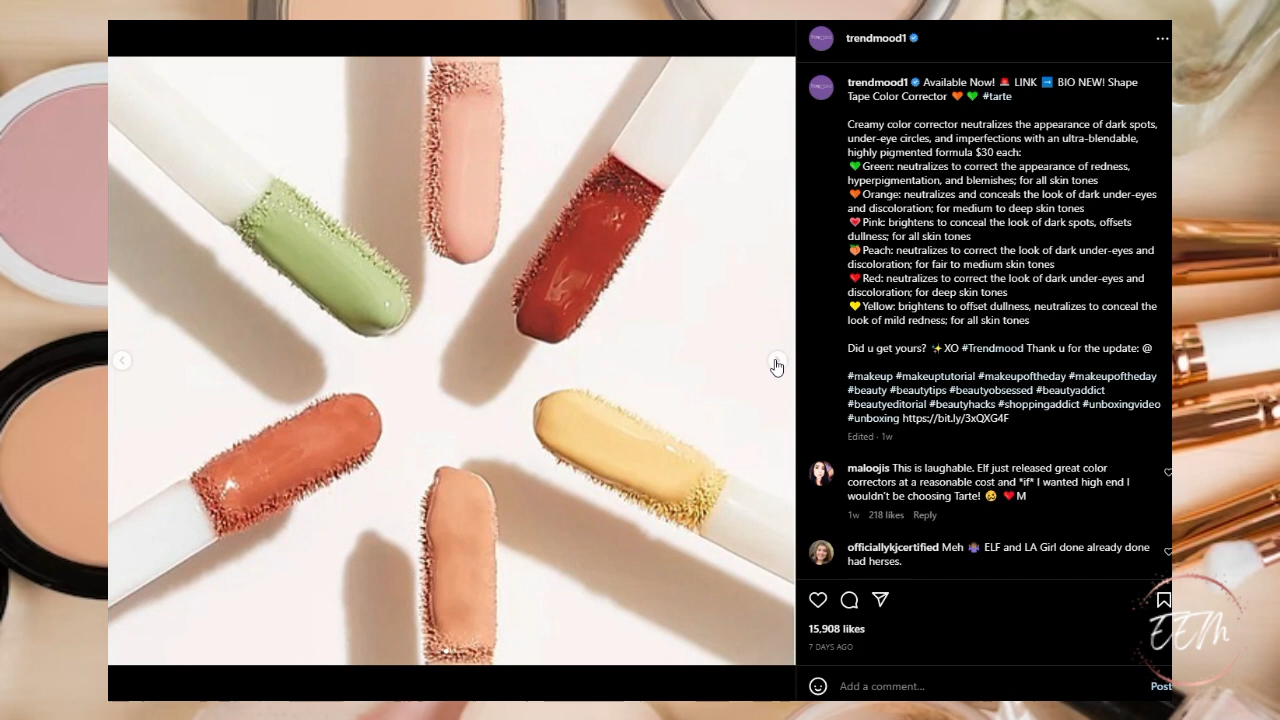 trendmood1
trendmood1 Available Now! 🚨 LINK ➡️ BIO NEW! Shape
Tape Color Corrector 🧡 💚 #tarte
Creamy color corrector neutralizes the appearance of dark spots,
under-eye circles, and imperfections with an ultra-blendable,
highly pigmented formula $30 each:
💚Green: neutralizes to correct the appearance of redness,
hyperpigmentation, and blemishes; for all skin tones
🧡Orange: neutralizes and conceals the look of dark under-eyes
and discoloration; for medium to deep skin tones
💗Pink: brightens to conceal the look of dark spots, offsets
dullness; for all skin tones
🍑Peach: neutralizes to correct the look of dark under-eyes and
discoloration; for fair to medium skin tones
❤️Red: neutralizes to correct the look of dark under-eyes and
discoloration; for deep skin tones
💛Yellow: brightens to offset dullness, neutralizes to conceal the
look of mild redness; for all skin tones
Did u get yours? ✨XO #Trendmood Thank u for the update: @
#makeup #makeuptutorial #makeupoftheday #makeupoftheday
#beauty #beautytips #beautyobsessed #beautyaddict
#beautyeditorial #beautyhacks #shoppingaddict #unboxingvideo
#unboxing https://bit.ly/3xQXG4F
Edited · 1w
maloojis This is laughable. Elf just released great color
correctors at a reasonable cost and *if* I wanted high end I
wouldn't be choosing Tarte! 😢 ❤️M
1w 218 likes Reply
officiallykjcertified Meh 🤷🏾‍♀️ ELF and LA Girl done already done
had herses.
15,908 likes
7 DAYS AGO
Add a comment...
Post
EEM